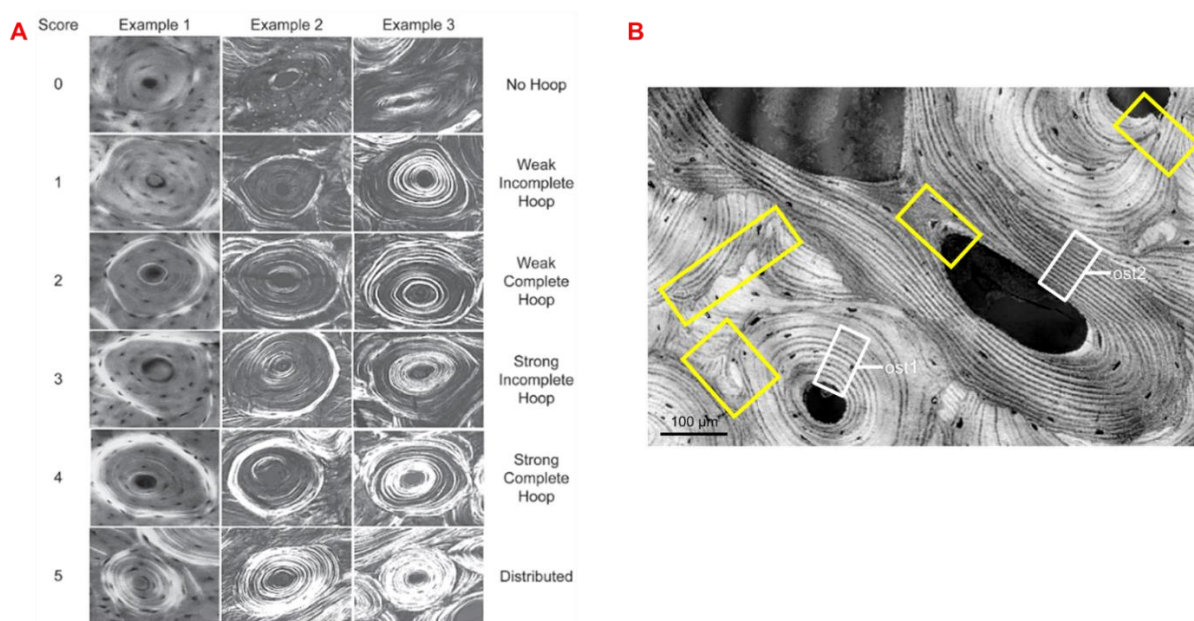 A
B
Score
Example 1
Example 2
Example 3
0
No Hoop
1
Weak
Incomplete
Hoop
2
Weak
Complete
Hoop
3
Strong
Incomplete
Hoop
4
Strong
Complete
Hoop
5
Distributed
ost2
ost1
100 µm